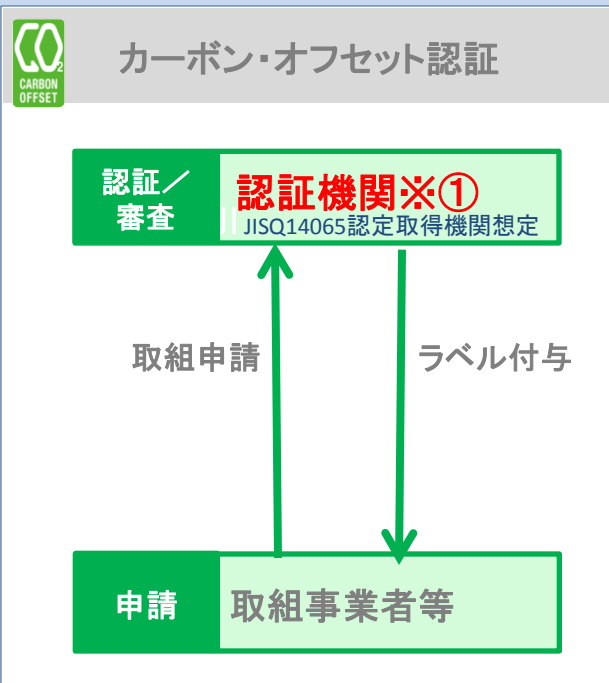 CO2
CARBON
OFFSET
カーボン・オフセット認証
認証／
審査
認証機関※①
JISQ14065認定取得機関想定
取組申請
ラベル付与
申請
取組事業者等